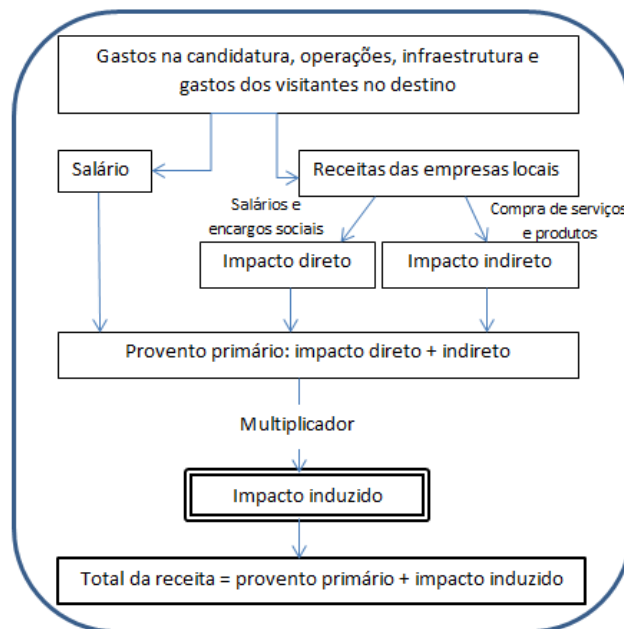 Gastos na candidatura, operações, infraestrutura e
gastos dos visitantes no destino
Salário
Receitas das empresas locais
Salários e
encargos sociais
Compra de serviços
e produtos
Impacto direto
Impacto indireto
Provento primário: impacto direto + indireto
Multiplicador
Impacto induzido
Total da receita = provento primário + impacto induzido